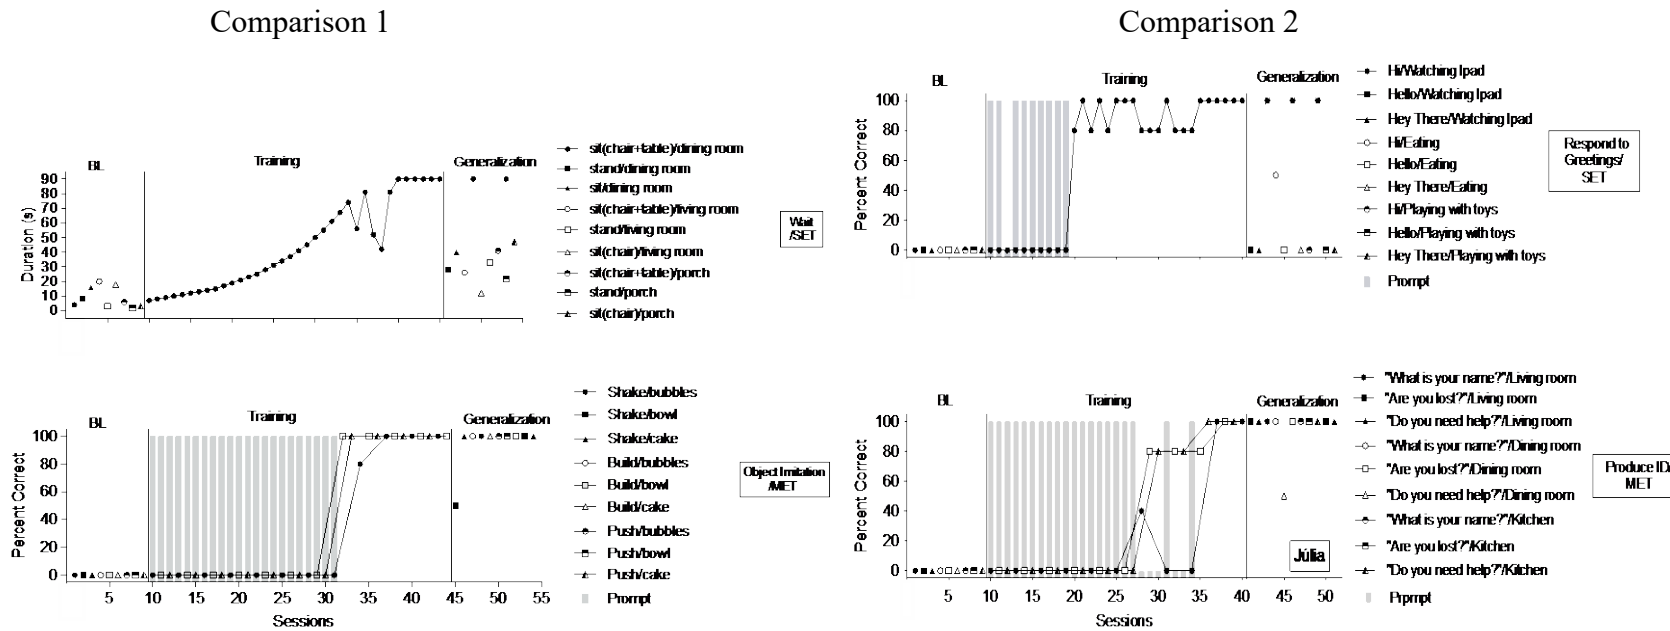 Comparison 1
Comparison 2
BL
Training
Generalization
Duration (s)
90
80
70
60
50
40
30
20
10
0
sit(chair+table)/dining room
stand/dining room
sit/dining room
sit(chair+table)/living room
stand/living room
sit(chair)/living room
sit(chair+table)/porch
stand/porch
sit(chair)/porch
Wait
/SET
BL
Training
Generalization
Percent Correct
100
80
60
40
20
0
Hi/Watching Ipad
Hello/Watching Ipad
Hey There/Watching Ipad
Hi/Eating
Hello/Eating
Hey There/Eating
Hi/Playing with toys
Hello/Playing with toys
Hey There/Playing with toys
Prompt
Respond to
Greetings/
SET
BL
Training
Generalization
Percent Correct
100
80
60
40
20
0
5 10 15 20 25 30 35 40 45 50 55
Sessions
Shake/bubbles
Shake/bowl
Shake/cake
Build/bubbles
Build/bowl
Build/cake
Push/bubbles
Push/bowl
Push/cake
Prompt
Object Imitation
/MET
BL
Training
Generalization
Percent Correct
100
80
60
40
20
0
5 10 15 20 25 30 35 40 45 50
Sessions
Júlia
"What is your name?"/Living room
"Are you lost?"/Living room
"Do you need help?"/Living room
"What is your name?"/Dining room
"Are you lost?"/Dining room
"Do you need help?"/Dining room
"What is your name?"/Kitchen
"Are you lost?"/Kitchen
"Do you need help?"/Kitchen
Prpmpt
Produce ID/
MET